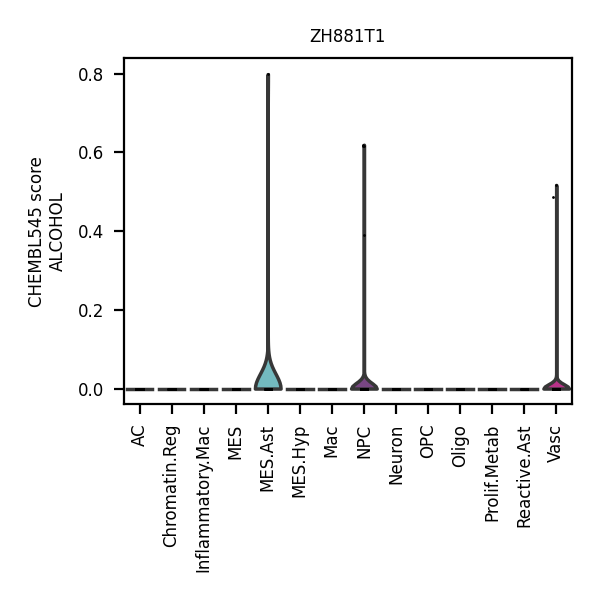 ZH881T1
CHEMBL545 score
ALCOHOL
0.8
0.6
0.4
0.2
0.0
AC
Chromatin.Reg
Inflammatory.Mac
MES
MES.Ast
MES.Hyp
Mac
NPC
Neuron
OPC
Oligo
Prolif.Metab
Reactive.Ast
Vasc